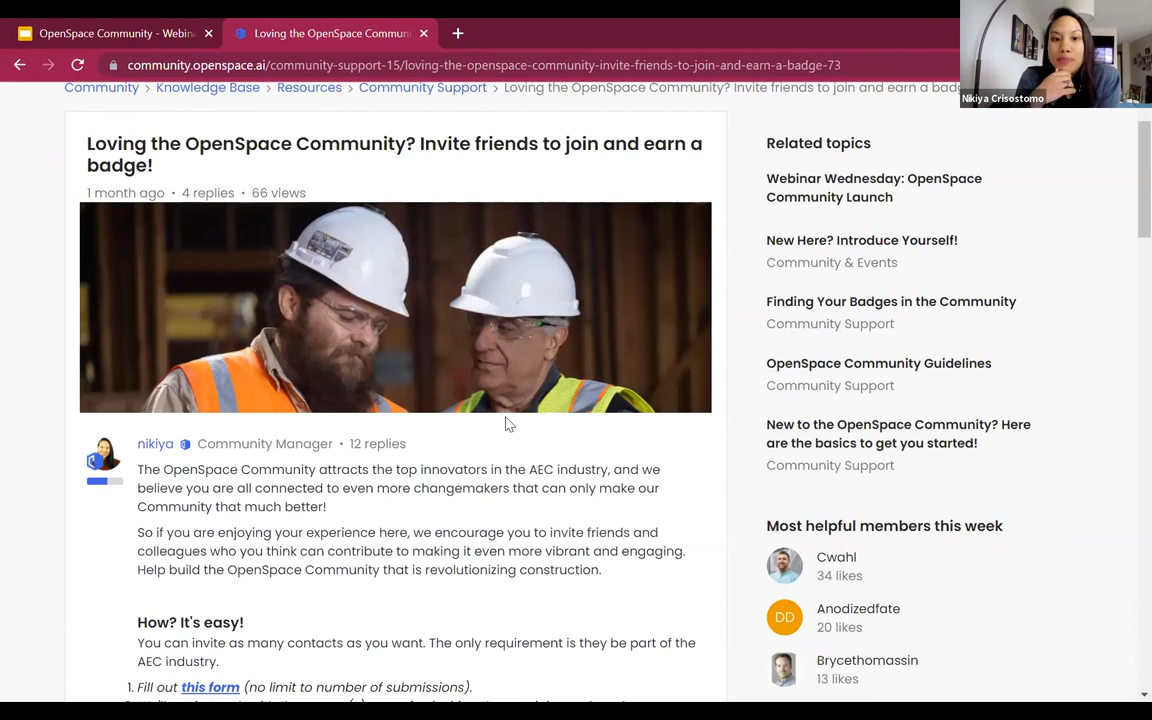 OpenSpace Community - Webin
Loving the OpenSpace Communi
community.openspace.ai/community-support-15/loving-the-openspace-community-invite-friends-to-join-and-earn-a-badge-73
Nikiya Crisostomo
Community > Knowledge Base > Resources > Community Support > Loving the OpenSpace Community? Invite friends to join and earn a badg
Loving the OpenSpace Community? Invite friends to join and earn a
badge!
1 month ago • 4 replies • 66 views
nikiya Community Manager • 12 replies
The OpenSpace Community attracts the top innovators in the AEC industry, and we
believe you are all connected to even more changemakers that can only make our
Community that much better!
So if you are enjoying your experience here, we encourage you to invite friends and
colleagues who you think can contribute to making it even more vibrant and engaging.
Help build the OpenSpace Community that is revolutionizing construction.
How? It's easy!
You can invite as many contacts as you want. The only requirement is they be part of the
AEC industry.
1. Fill out this form (no limit to number of submissions).
Related topics
Webinar Wednesday: OpenSpace
Community Launch
New Here? Introduce Yourself!
Community & Events
Finding Your Badges in the Community
Community Support
OpenSpace Community Guidelines
Community Support
New to the OpenSpace Community? Here
are the basics to get you started!
Community Support
Most helpful members this week
Cwahl
34 likes
DD
Anodizedfate
20 likes
Brycethomassin
13 likes